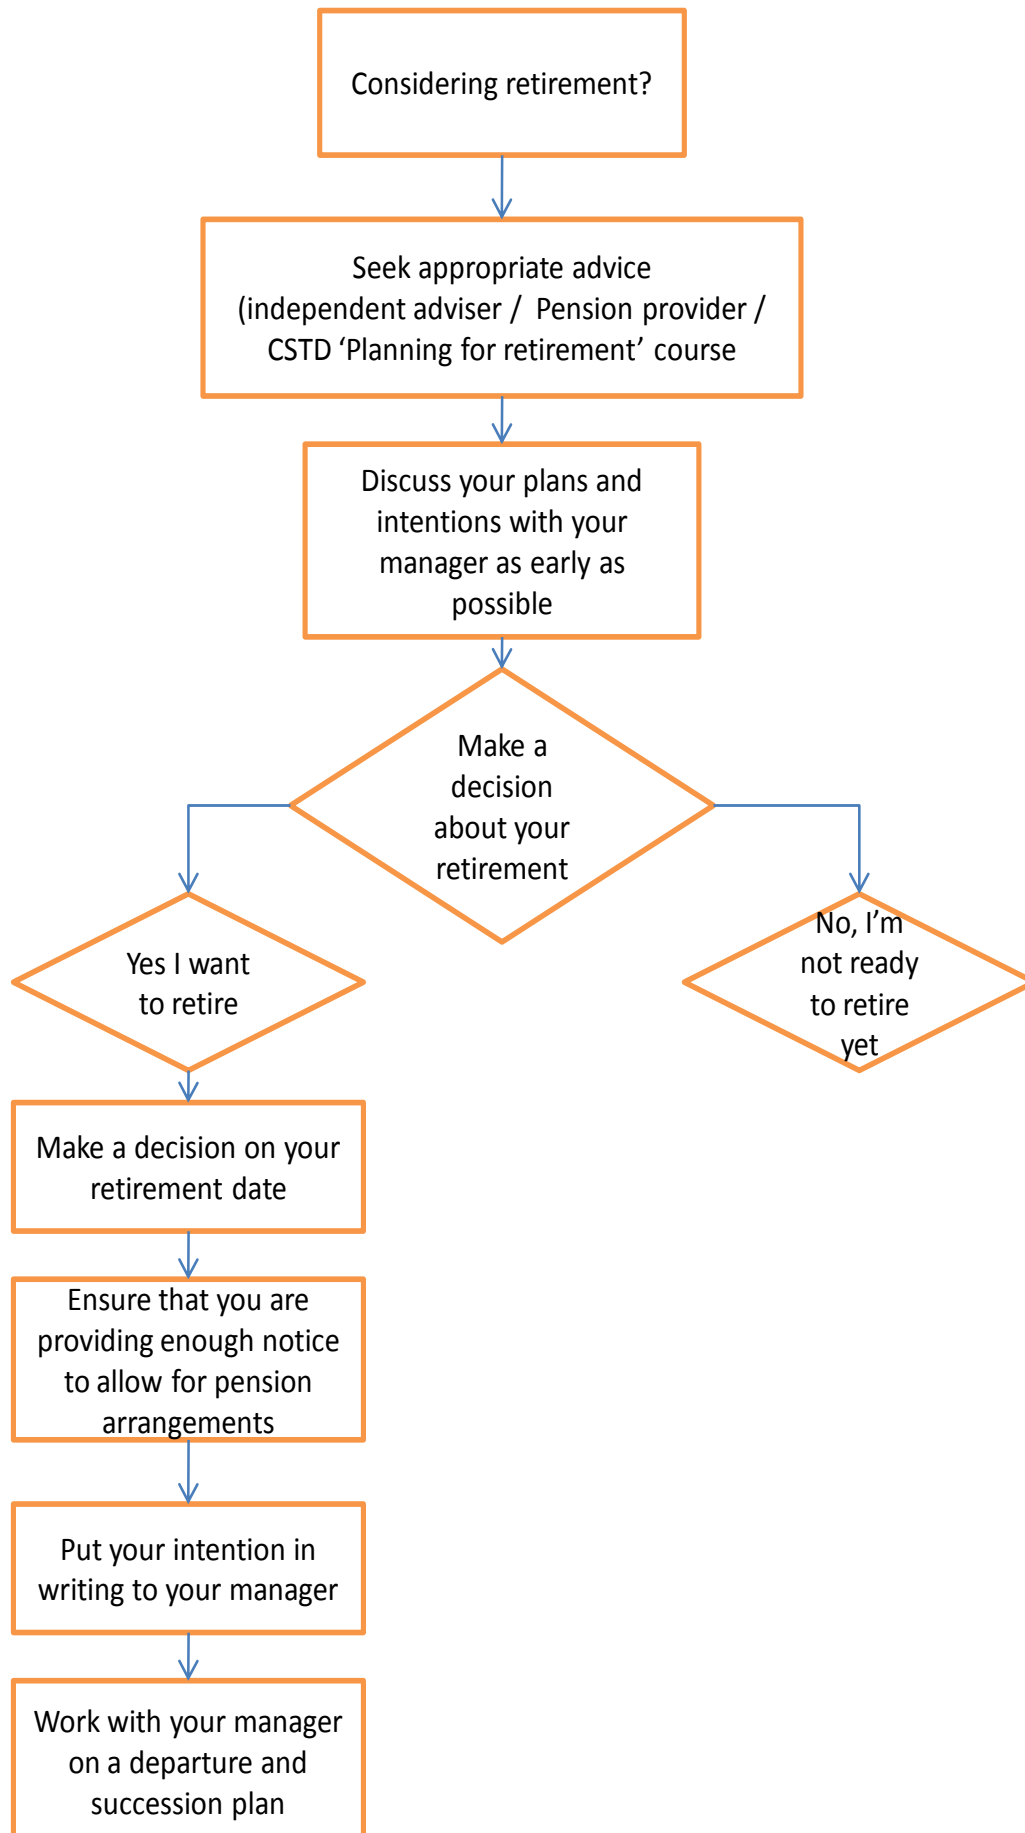 Considering retirement?
Seek appropriate advice
(independent adviser / Pension provider /
CSTD ‘Planning for retirement’ course
Discuss your plans and
intentions with your
manager as early as
possible
Make a
decision
about your
retirement
Yes I want
to retire
No, I’m
not ready
to retire
yet
Make a decision on your
retirement date
Ensure that you are
providing enough notice
to allow for pension
arrangements
Put your intention in
writing to your manager
Work with your manager
on a departure and
succession plan